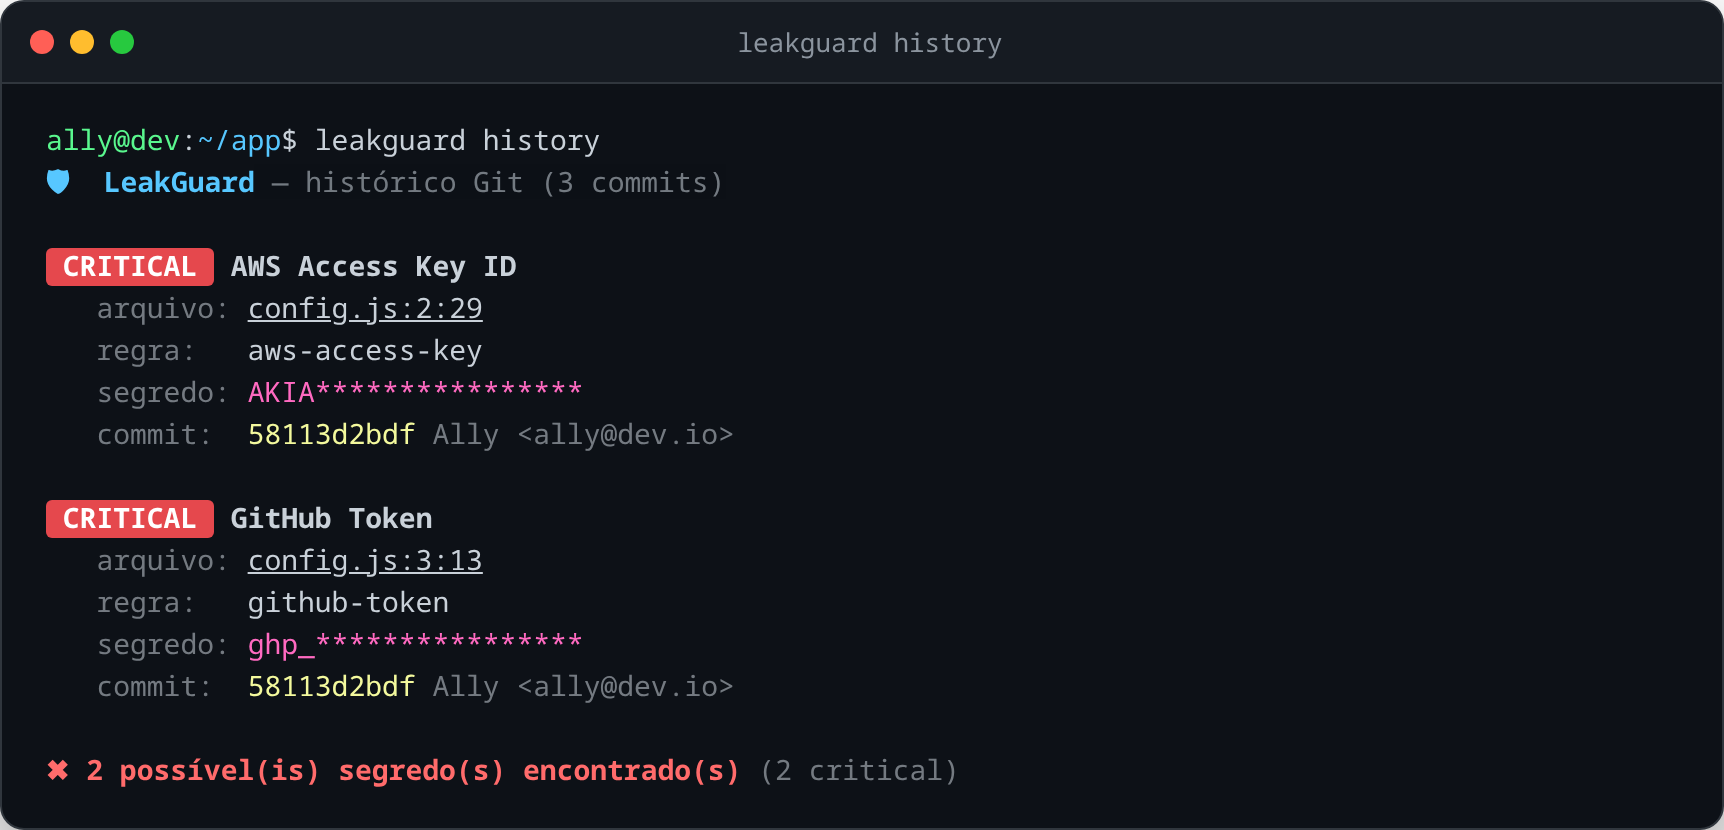 leakguard history
ally@dev:~/app$ leakguard history
LeakGuard — histórico Git (3 commits)
CRITICAL AWS Access Key ID
arquivo: config.js:2:29
regra: aws-access-key
segredo: AKIA****************
commit: 58113d2bdf Ally <ally@dev.io>
CRITICAL GitHub Token
arquivo: config.js:3:13
regra: github-token
segredo: ghp_****************
commit: 58113d2bdf Ally <ally@dev.io>
✖ 2 possível(is) segredo(s) encontrado(s) (2 critical)